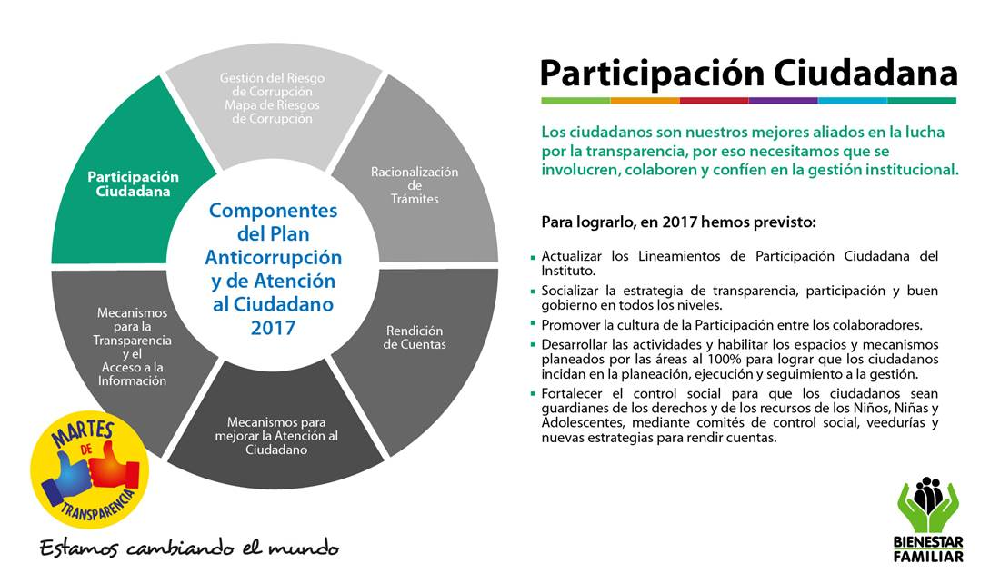 Gestión del Riesgo
de Corrupción
Mapa de Riesgos
de Corrupción
Racionalización
de
Trámites
Rendición
de Cuentas
Mecanismos para
mejorar la Atención al
Ciudadano
Mecanismos
para la
Transparencia
y el
Acceso a la
Información
Participación
Ciudadana
Componentes
del Plan
Anticorrupción
y de Atención
al Ciudadano
2017
MARTES
DE
TRANSPARENCIA
Estamos cambiando el mundo
Participación Ciudadana
Los ciudadanos son nuestros mejores aliados en la lucha
por la transparencia, por eso necesitamos que se
involucren, colaboren y confíen en la gestión institucional.
Para lograrlo, en 2017 hemos previsto:
Actualizar los Lineamientos de Participación Ciudadana del
Instituto.
Socializar la estrategia de transparencia, participación y buen
gobierno en todos los niveles.
Promover la cultura de la Participación entre los colaboradores.
Desarrollar las actividades y habilitar los espacios y mecanismos
planeados por las áreas al 100% para lograr que los ciudadanos
incidan en la planeación, ejecución y seguimiento a la gestión.
Fortalecer el control social para que los ciudadanos sean
guardianes de los derechos y de los recursos de los Niños, Niñas y
Adolescentes, mediante comités de control social, veedurías y
nuevas estrategias para rendir cuentas.
BIENESTAR
FAMILIAR